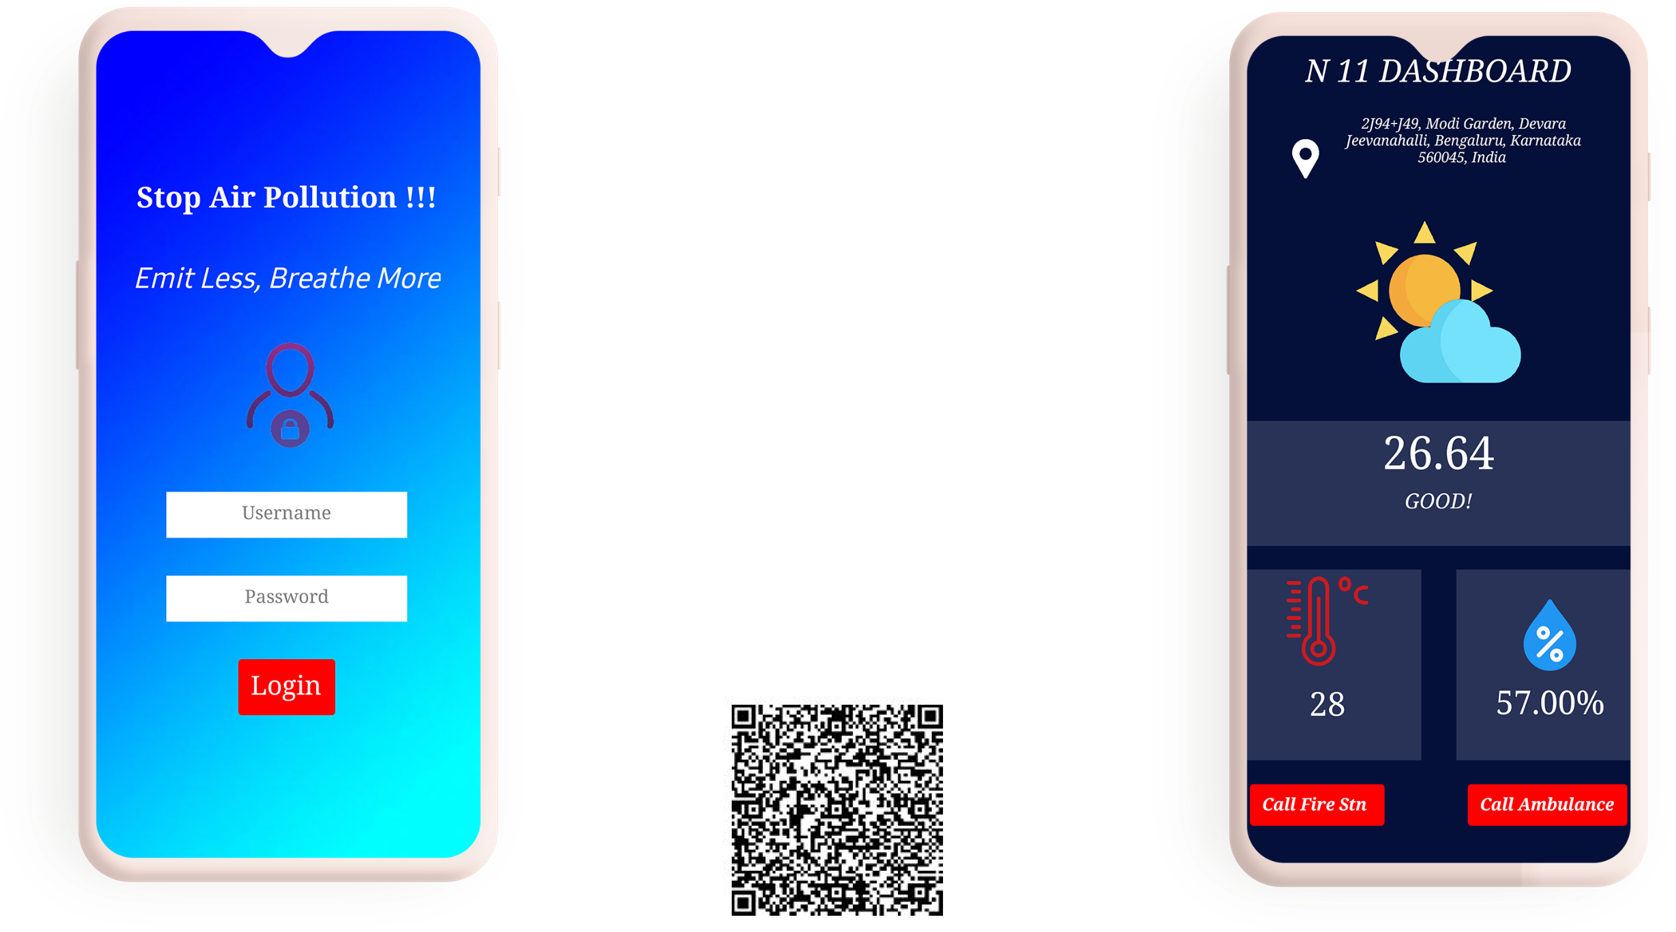 Stop Air Pollution !!!
Emit Less, Breathe More
Username
Password
Login
N 11 DASHBOARD
2J94+J49, Modi Garden, Devara
Jeevanahalli, Bengaluru, Karnataka
560045, India
26.64
GOOD!
°C
28
%
57.00%
Call Fire Stn
Call Ambulance